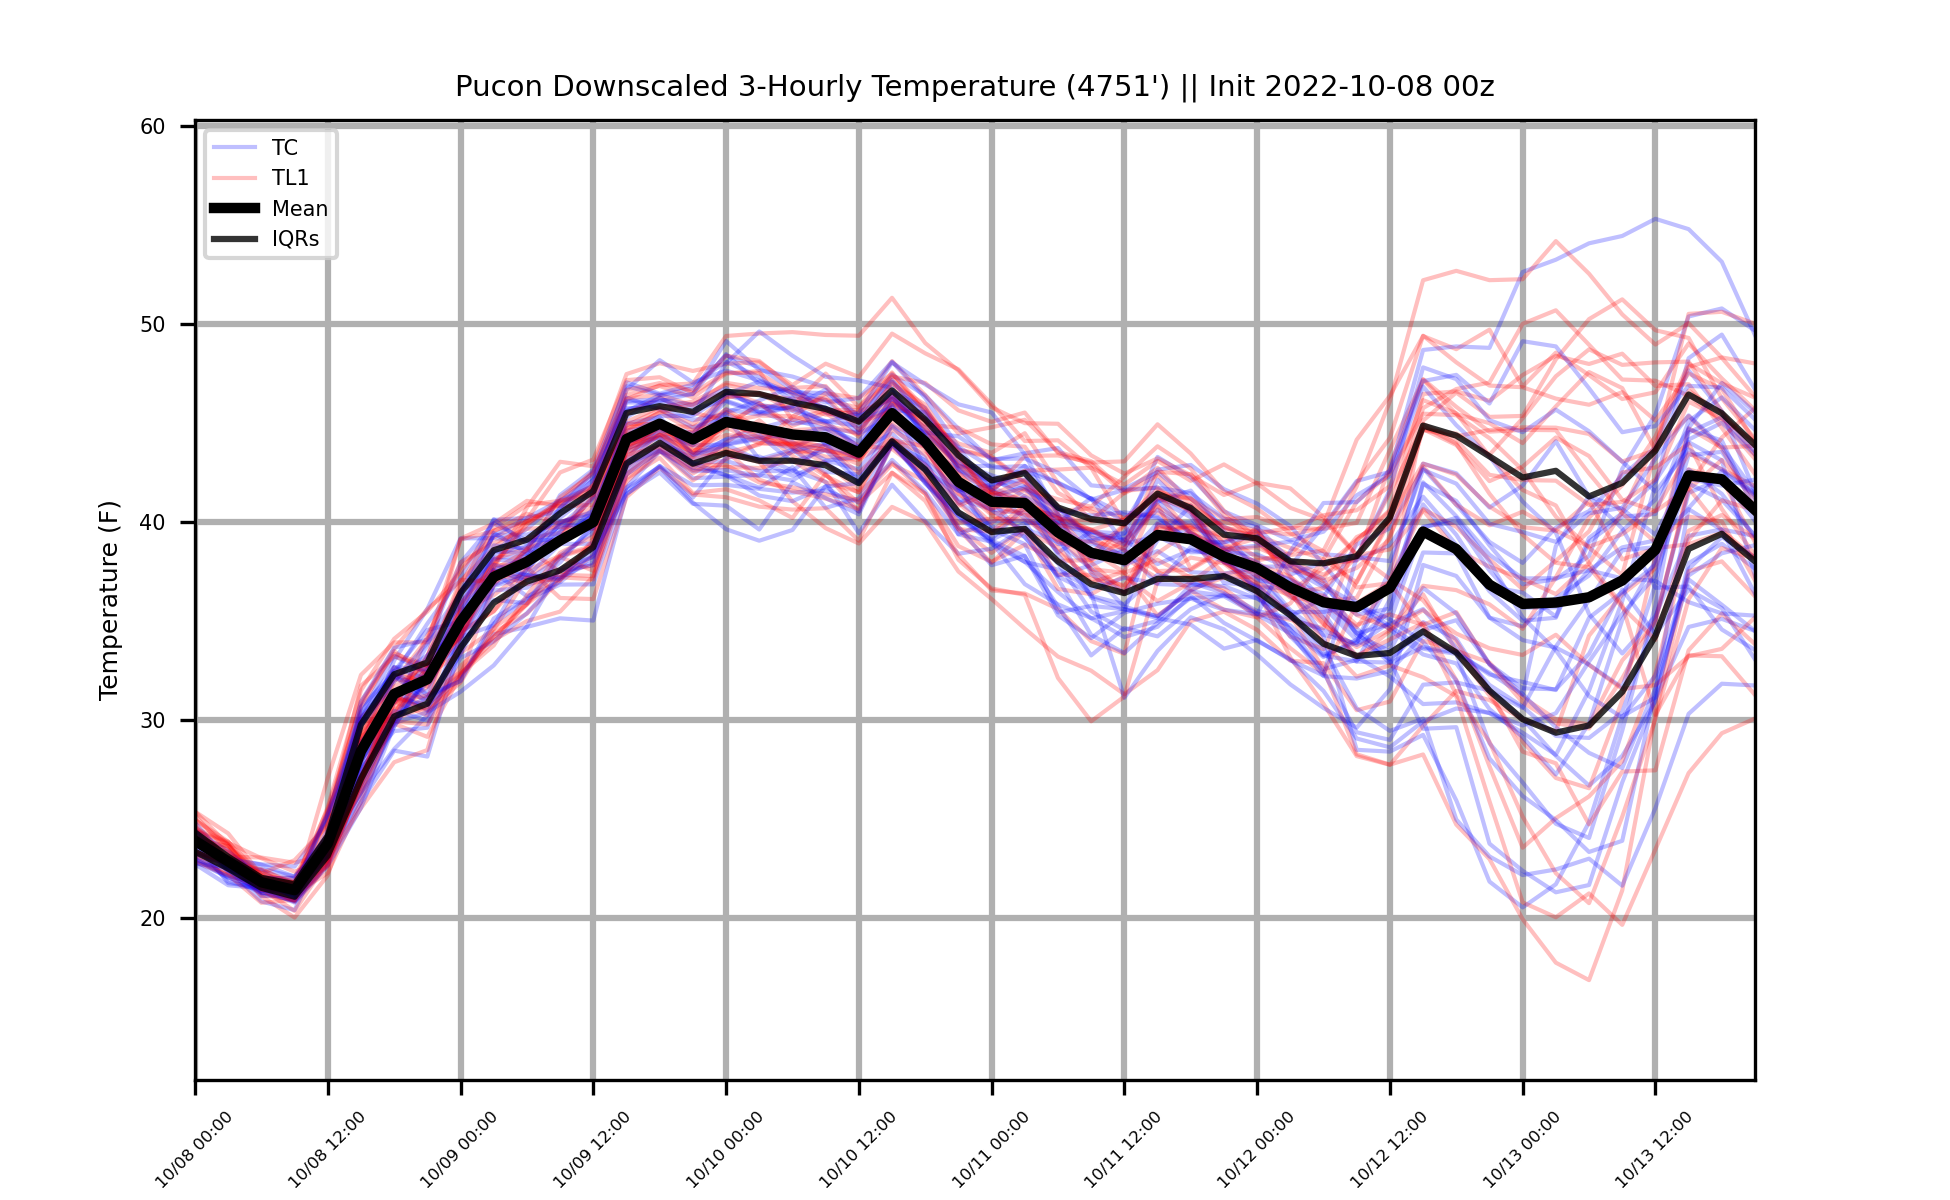 Pucon Downscaled 3-Hourly Temperature (4751') || Init 2022-10-08 00z
60
50
40
30
20
Temperature (F)
TC
TL1
Mean
IQRs
10/08 00:00
10/08 12:00
10/09 00:00
10/09 12:00
10/10 00:00
10/10 12:00
10/11 00:00
10/11 12:00
10/12 00:00
10/12 12:00
10/13 00:00
10/13 12:00